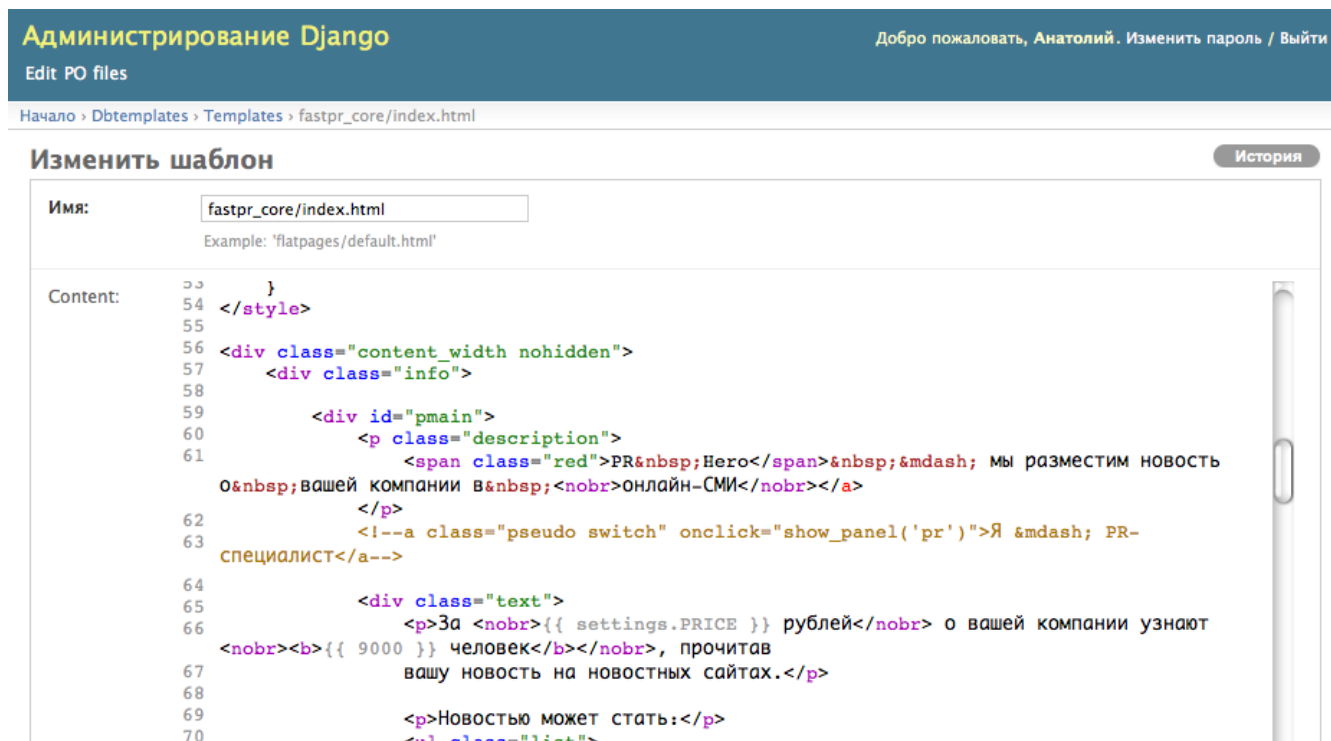 Администрирование Django
Добро пожаловать, Анатолий. Изменить пароль / Выйти
Edit PO files
Начало › Dbtemplates › Templates › fastpr_core/index.html
Изменить шаблон
История
Имя:
fastpr_core/index.html
Example: 'flatpages/default.html'
Content:
53 }
54 </style>
55
56 <div class="content_width nohidden">
57 <div class="info">
58
59 <div id="pmain">
60 <p class="description">
61 <span class="red">PR&nbsp;Hero</span>&nbsp;&mdash; мы разместим новость
о&nbsp;вашей компании в&nbsp;<nobr>онлайн-СМИ</nobr></a>
62 </p>
63 <!--a class="pseudo switch" onclick="show_panel('pr')">Я &mdash; PR-
специалист</a-->
64
65 <div class="text">
66 <p>За <nobr>{{ settings.PRICE }} рублей</nobr> о вашей компании узнают
<nobr><b>{{ 9000 }} человек</b></nobr>, прочитав
67 вашу новость на новостных сайтах.</p>
68
69 <p>Новостью может стать:</p>
70 <ul class="list">